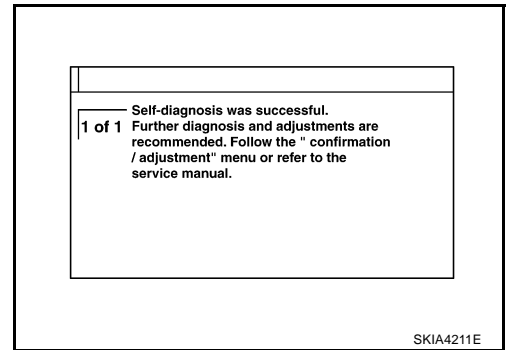 Self-diagnosis was successful.
1 of 1 Further diagnosis and adjustments are
recommended. Follow the " confirmation
/ adjustment" menu or refer to the
service manual.
SKIA4211E